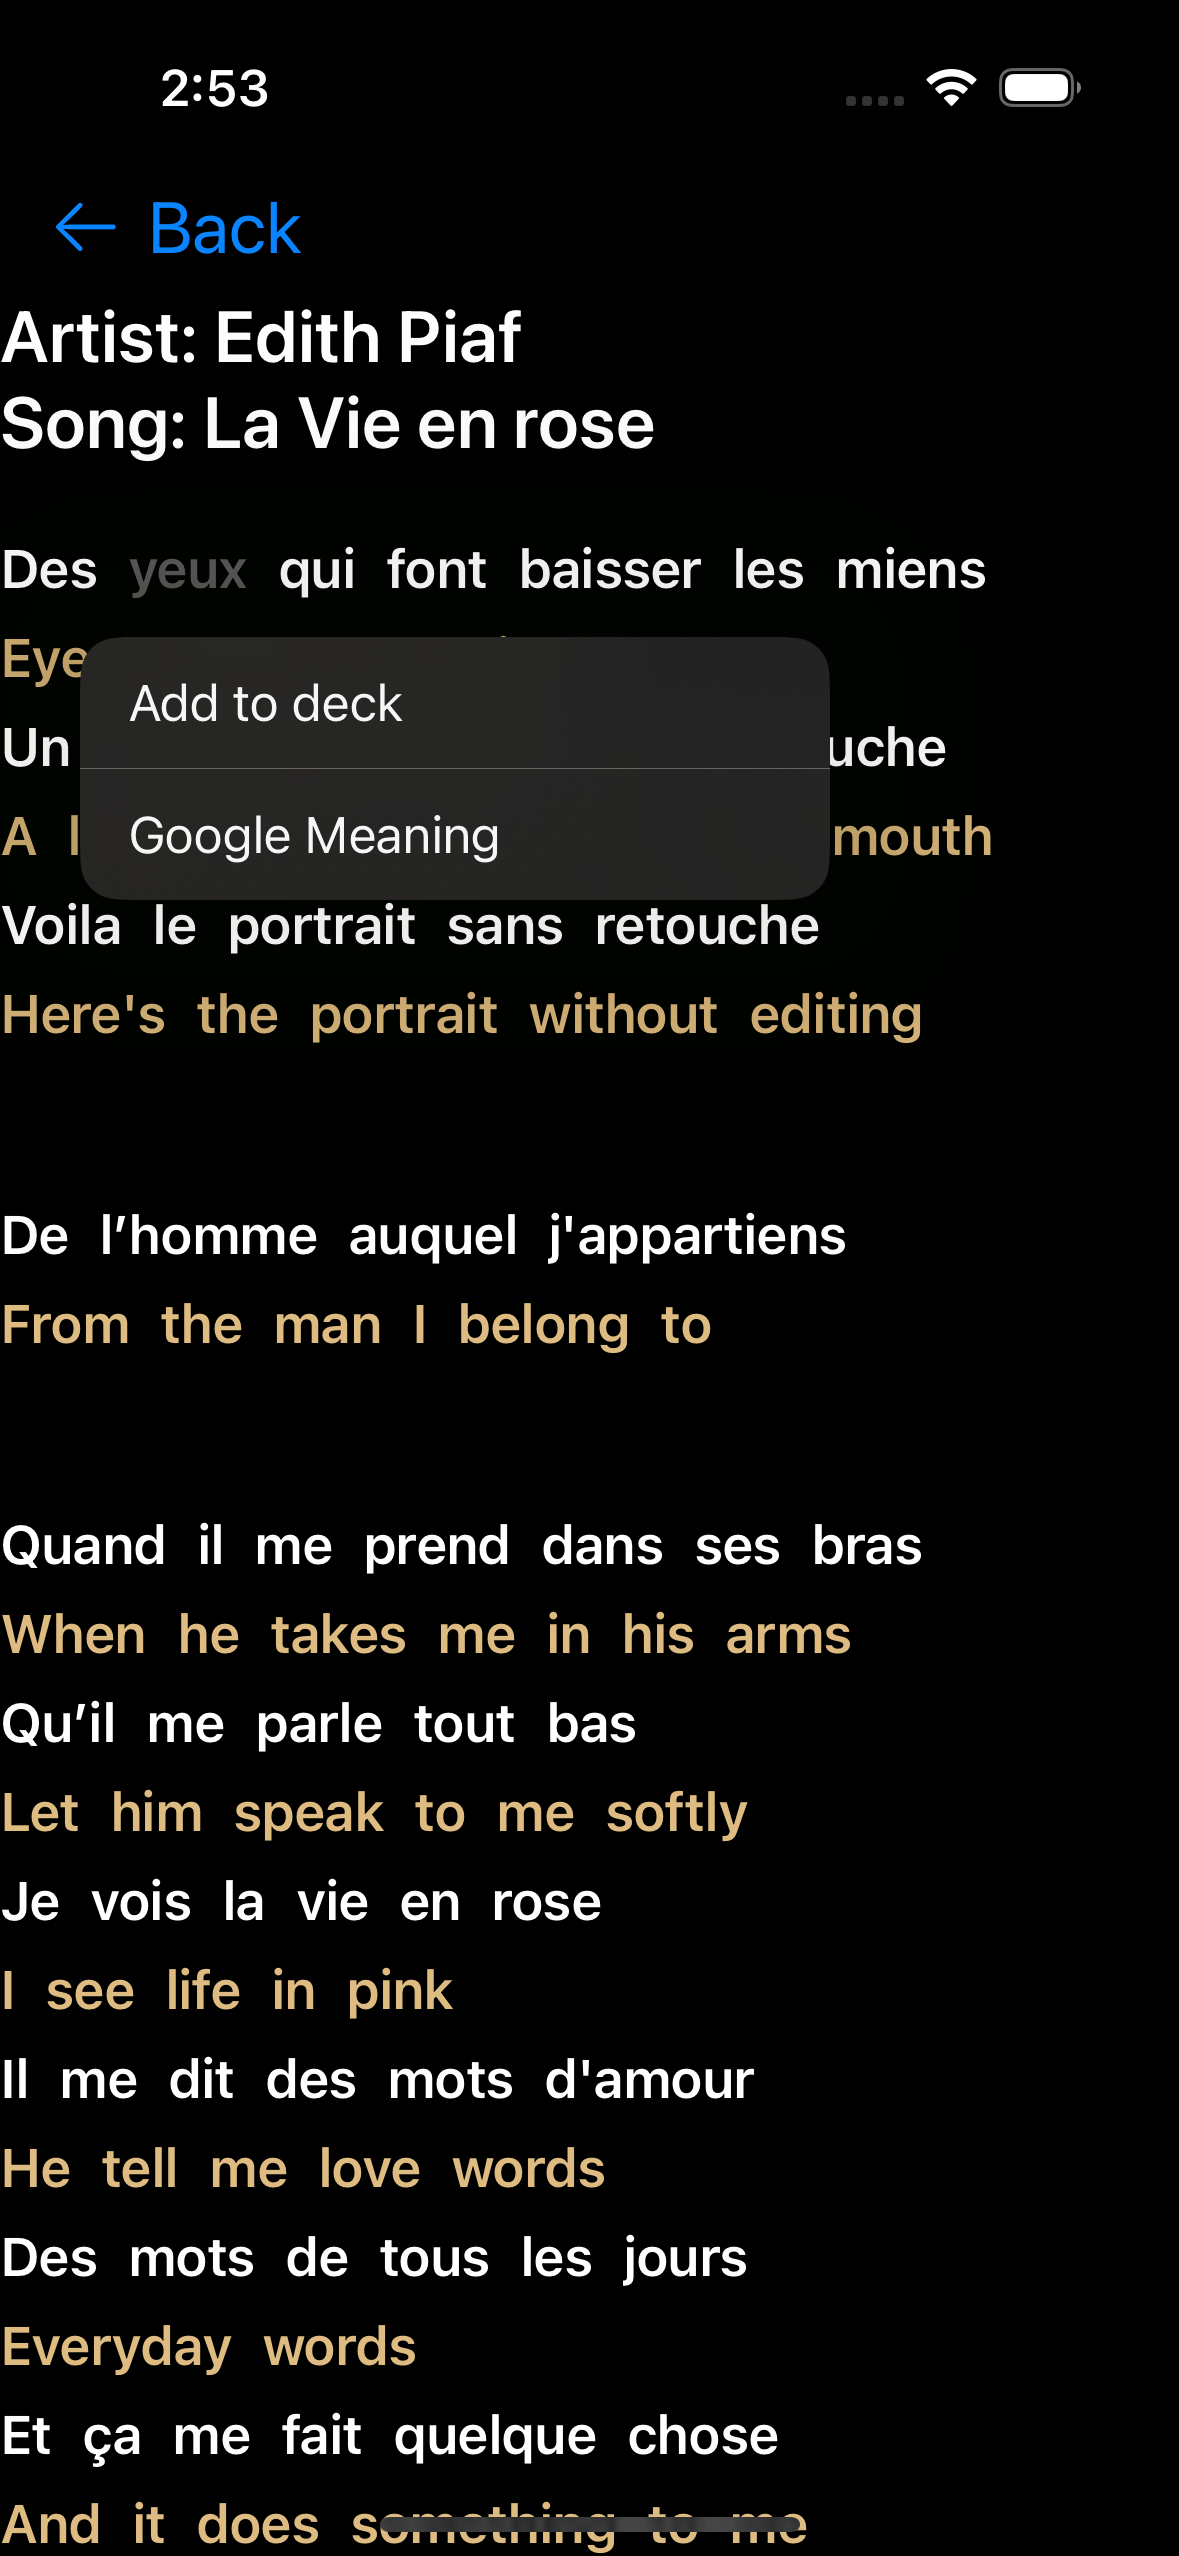 2:53
Back
Artist: Edith Piaf
Song: La Vie en rose
Des yeux qui font baisser les miens
Add to deck
Un
Google Meaning
A mouth
Voila le portrait sans retouche
Here's the portrait without editing
De l’homme auquel j'appartiens
From the man I belong to
Quand il me prend dans ses bras
When he takes me in his arms
Qu’il me parle tout bas
Let him speak to me softly
Je vois la vie en rose
I see life in pink
Il me dit des mots d'amour
He tell me love words
Des mots de tous les jours
Everyday words
Et ça me fait quelque chose
And it does something to me